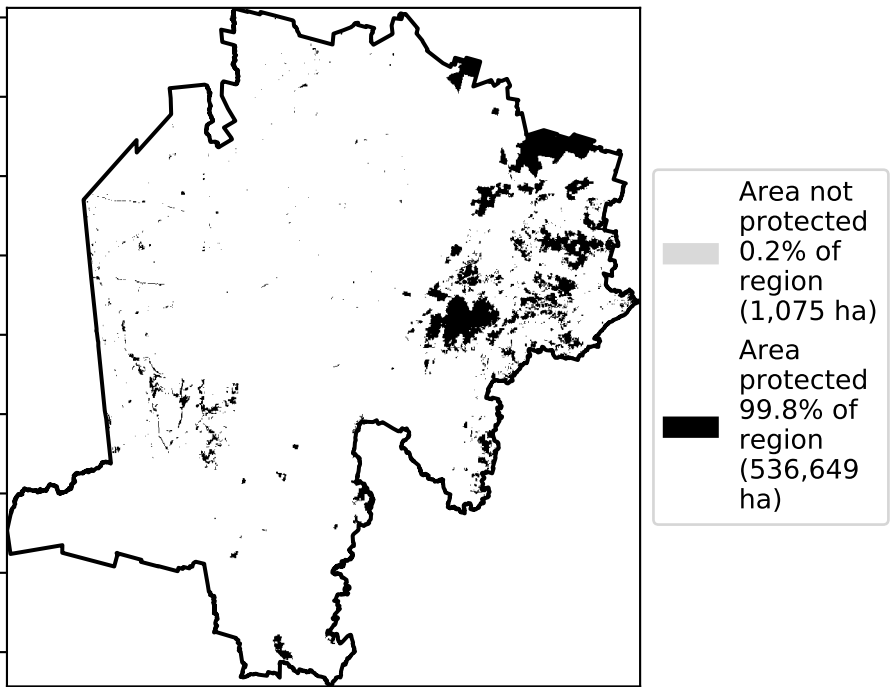 Area not
protected
0.2% of
region
(1,075 ha)
Area
protected
99.8% of
region
(536,649
ha)